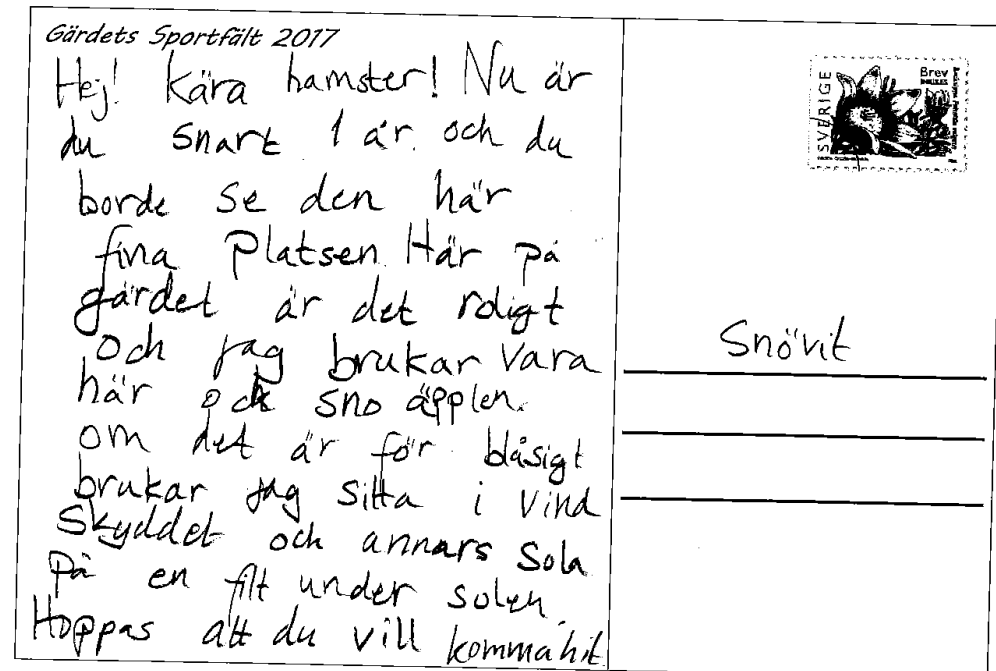 Gärdets Sportfält 2017
Hej! Kära hamster! Nu är
du snart 1 år. och du
borde se den här
fina Platsen. Här på
gärdet är det roligt
och jag brukar vara
här och sno äpplen.
om det är för blåsigt
brukar jag sitta i vind
skyddet och annars sola
på en filt under solen.
Hoppas att du vill komma hit
SVERIGE
Brev
Snövit